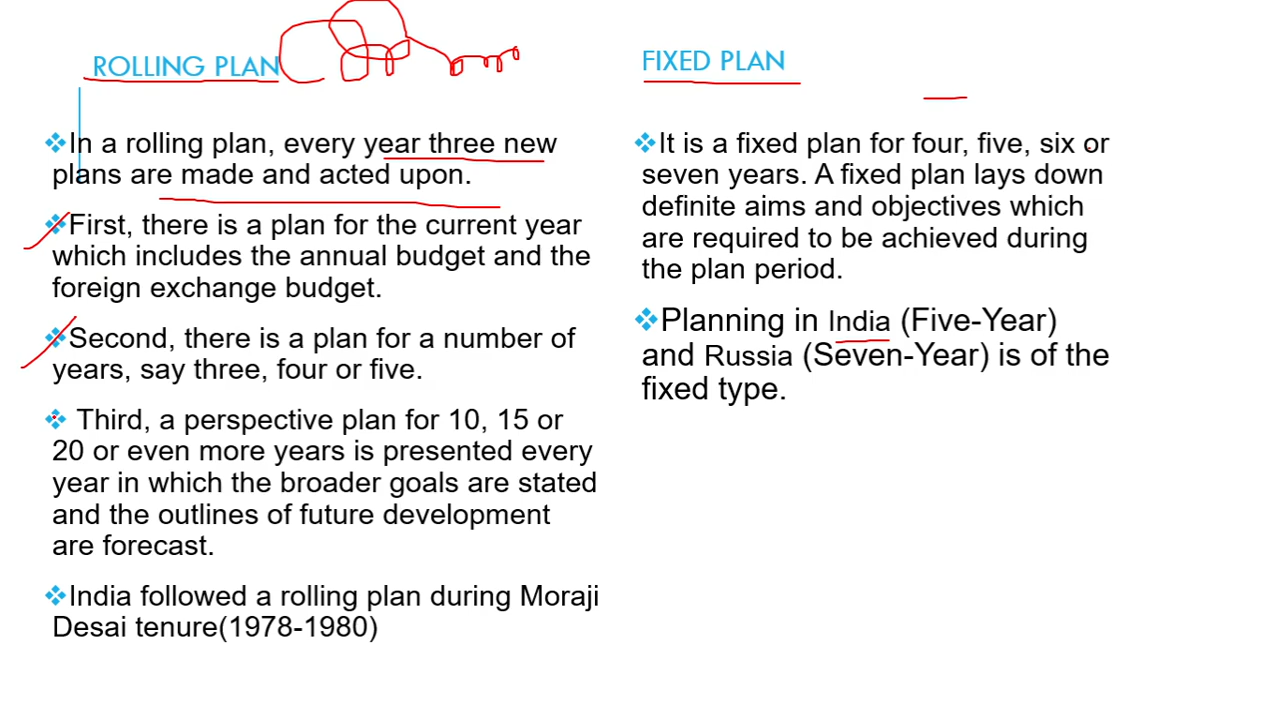 ROLLING PLAN
❖In a rolling plan, every year three new
plans are made and acted upon.
❖First, there is a plan for the current year
which includes the annual budget and the
foreign exchange budget.
❖Second, there is a plan for a number of
years, say three, four or five.
❖ Third, a perspective plan for 10, 15 or
20 or even more years is presented every
year in which the broader goals are stated
and the outlines of future development
are forecast.
❖India followed a rolling plan during Moraji
Desai tenure(1978-1980)
FIXED PLAN
❖It is a fixed plan for four, five, six or
seven years. A fixed plan lays down
definite aims and objectives which
are required to be achieved during
the plan period.
❖Planning in India (Five-Year)
and Russia (Seven-Year) is of the
fixed type.